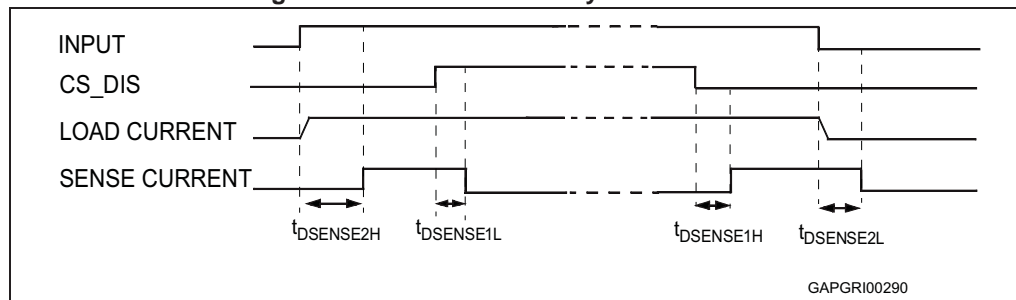 INPUT
CS_DIS
LOAD CURRENT
SENSE CURRENT
tDSENSE2H
tDSENSE1L
tDSENSE1H
tDSENSE2L
GAPGRI00290